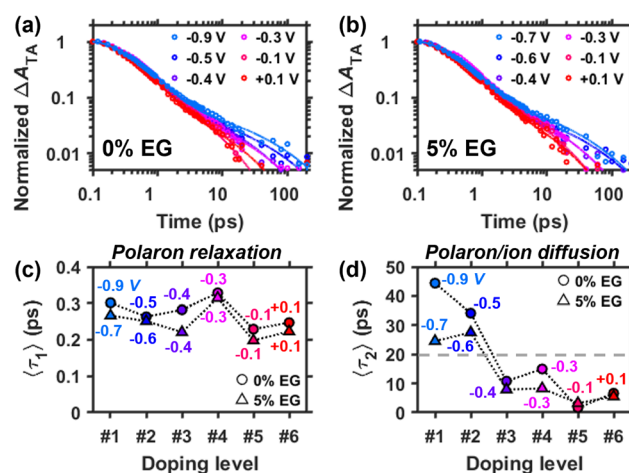 (a)
Normalized ΔA_TA
1
0.1
0.01
-0.9 V
-0.3 V
-0.5 V
-0.1 V
-0.4 V
+0.1 V
0% EG
0.1
1
10
100
Time (ps)
(b)
Normalized ΔA_TA
1
0.1
0.01
-0.7 V
-0.3 V
-0.6 V
-0.1 V
-0.4 V
+0.1 V
5% EG
0.1
1
10
100
Time (ps)
(c)
Polaron relaxation
⟨τ1⟩ (ps)
0.4
0.3
0.2
0.1
0
-0.9 V
-0.5
-0.4
-0.3
-0.1
+0.1
-0.7
-0.6
-0.4
-0.3
-0.1
+0.1
0% EG
5% EG
#1 #2 #3 #4 #5 #6
Doping level
(d)
Polaron/ion diffusion
⟨τ2⟩ (ps)
50
40
30
20
10
0
-0.9 V
0% EG
5% EG
-0.5
-0.7
-0.6
-0.3
-0.1
+0.1
-0.4
-0.3
#1 #2 #3 #4 #5 #6
Doping level